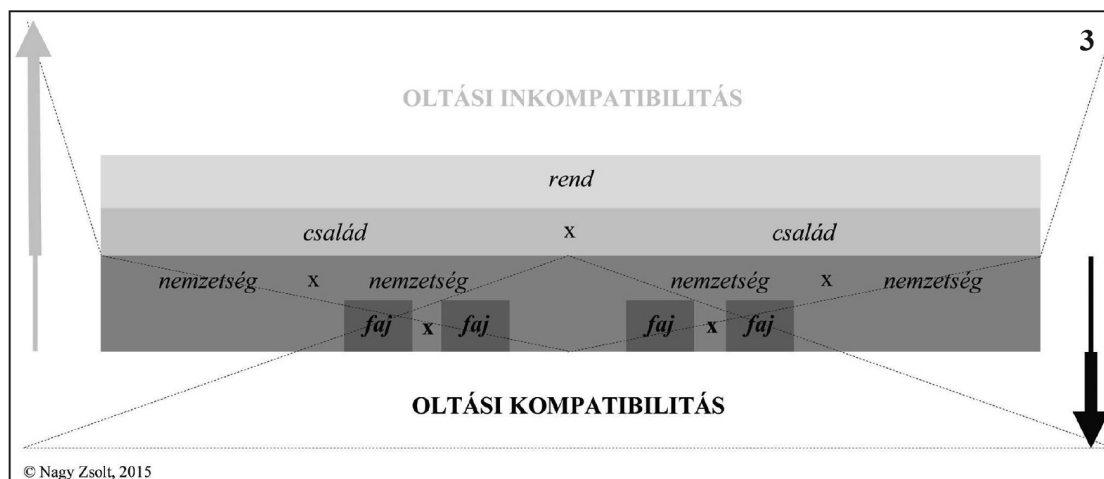 3
OLTÁSI INKOMPATIBILITÁS
rend
család x család
nemzetség x nemzetség nemzetség x nemzetség
faj x faj faj x faj
OLTÁSI KOMPATIBILITÁS
© Nagy Zsolt, 2015